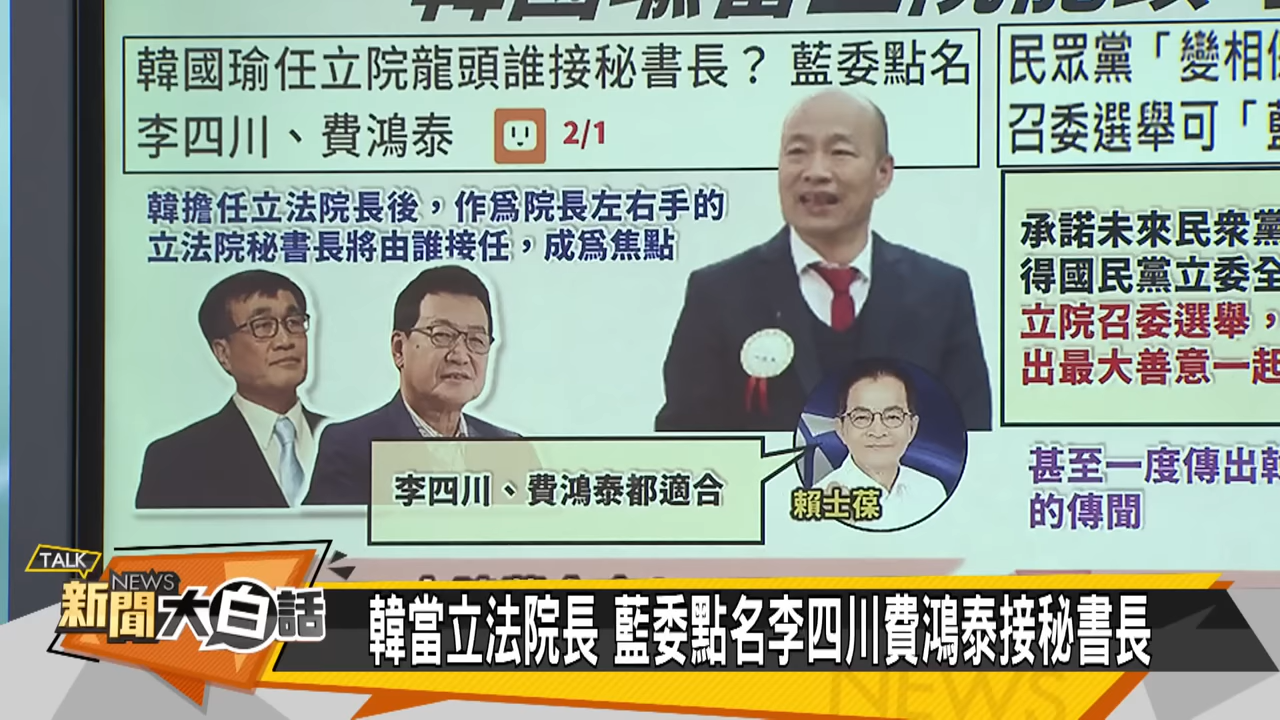 韓國瑜任立院龍頭誰接秘書長？ 藍委點名
李四川、費鴻泰 2/1
韓擔任立法院長後，作爲院長左右手的
立法院秘書長將由誰接任，成爲焦點
李四川、費鴻泰都適合
賴士葆
民眾黨「變相
召委選舉可「
承諾未來民衆黨
得國民黨立委全
立院召委選舉，
出最大善意一起
甚至一度傳出韓
的傳聞
TALK
NEWS
新聞大白話
韓當立法院長 藍委點名李四川費鴻泰接秘書長
NEWS